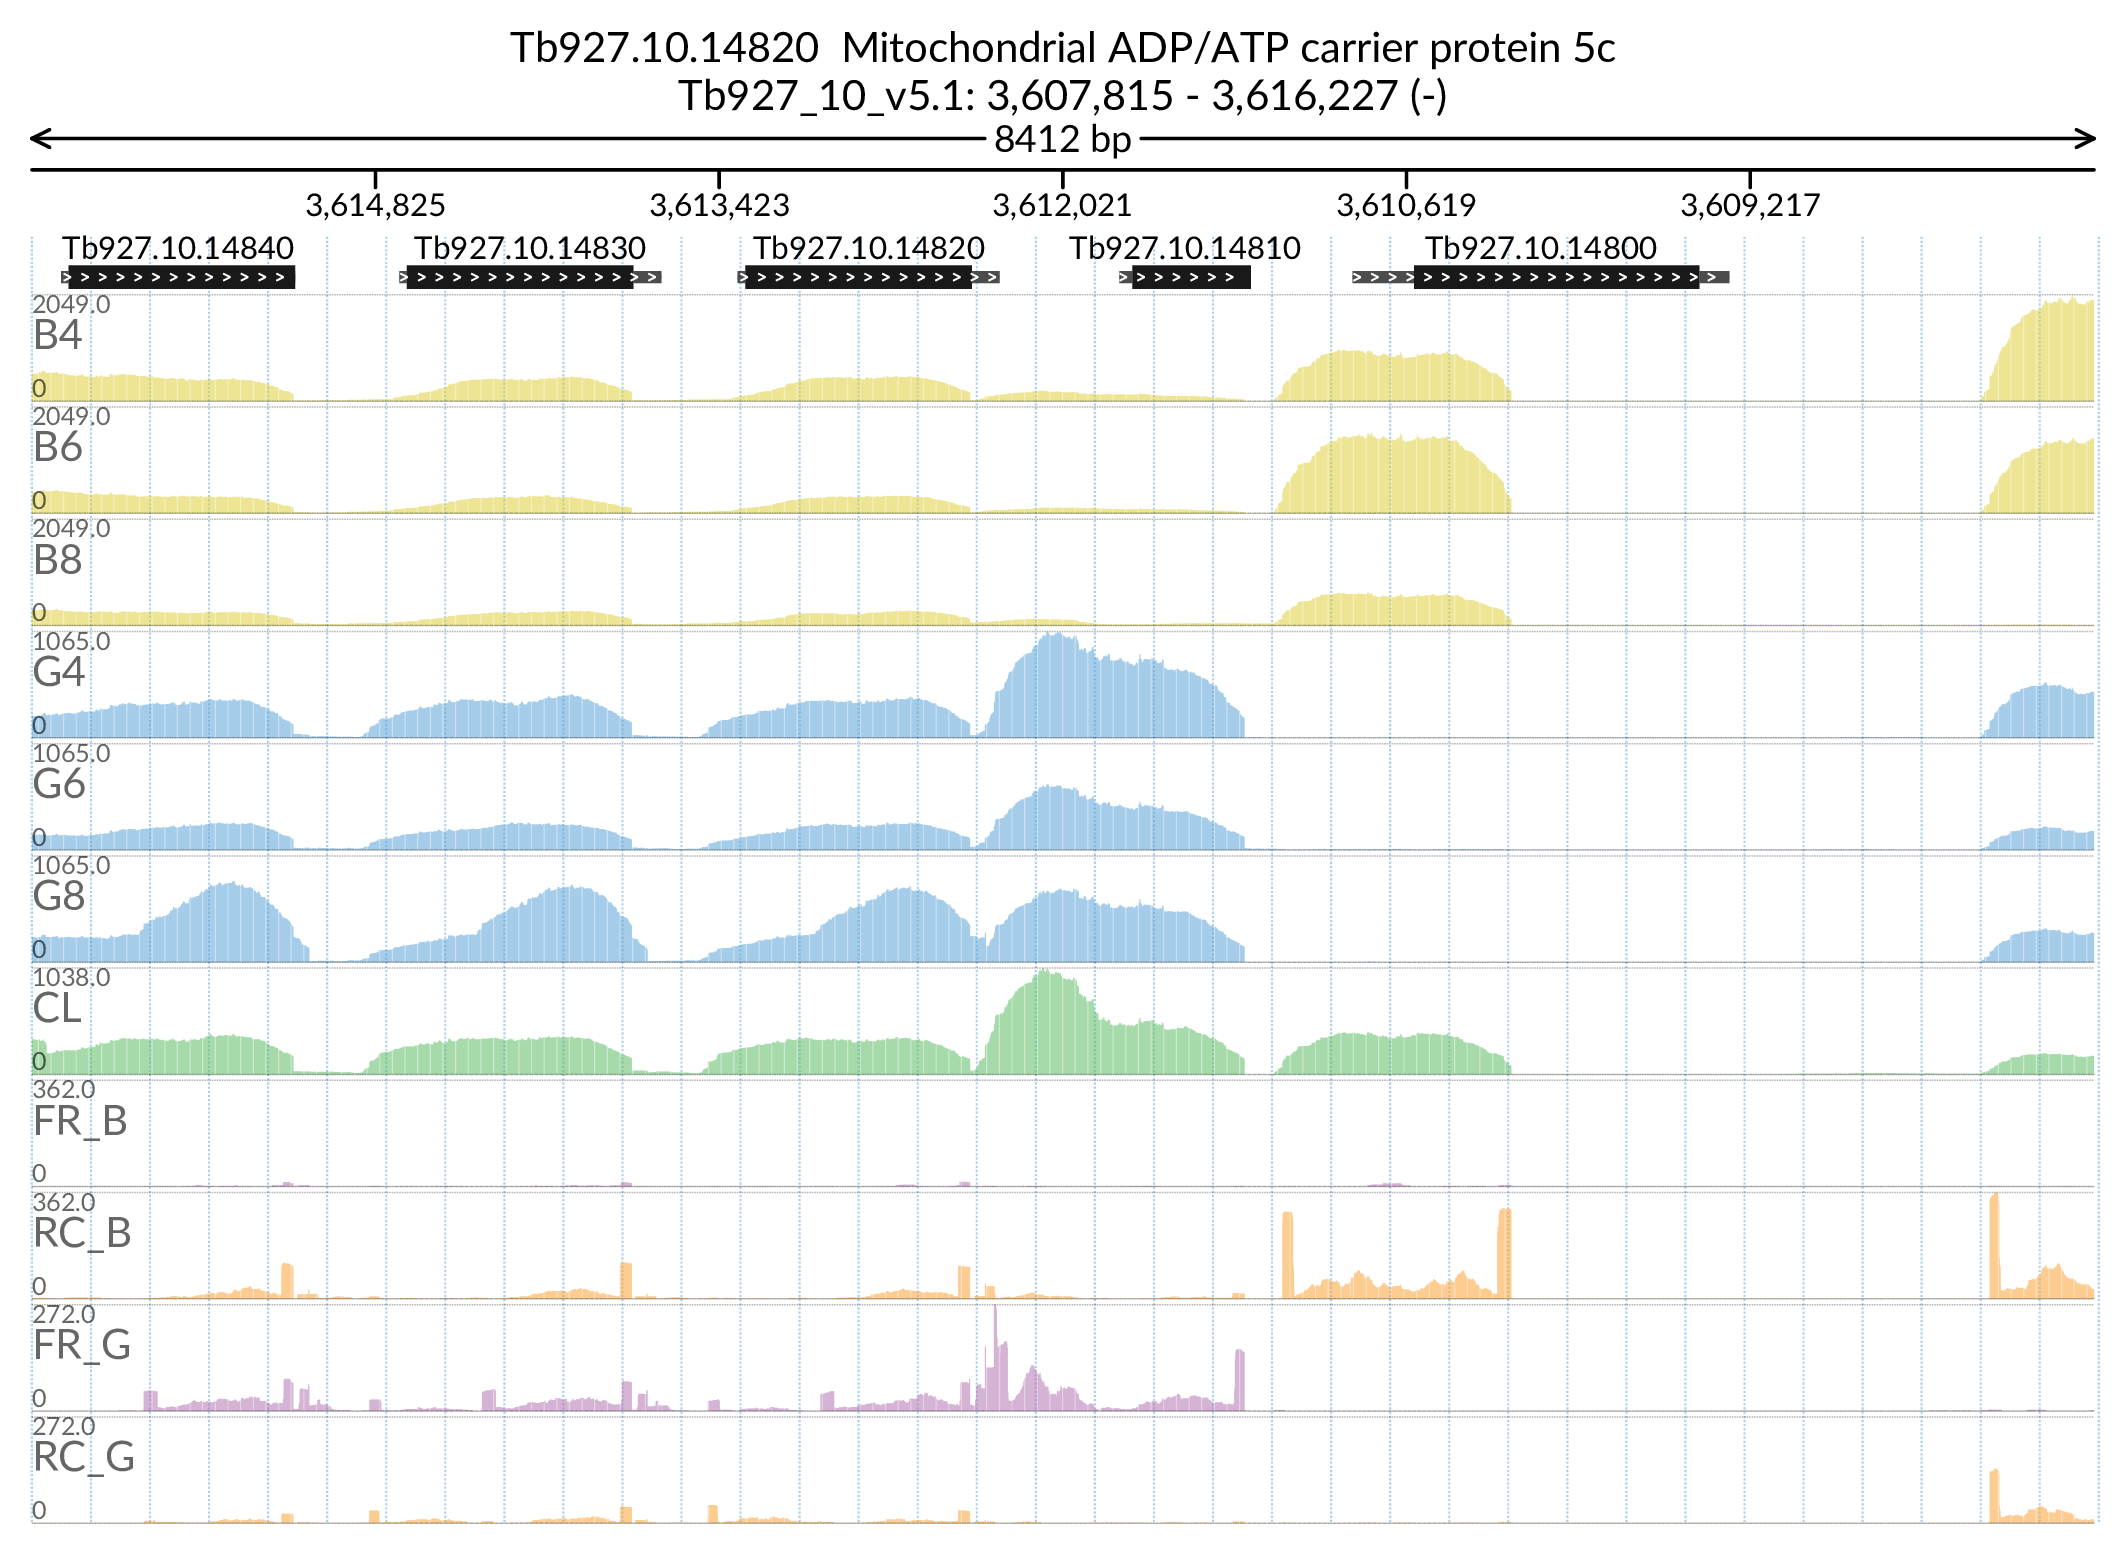 Tb927.10.14820  Mitochondrial ADP/ATP carrier protein 5c
Tb927_10_v5.1: 3,607,815 - 3,616,227 (-)
8412 bp
3,614,825 3,613,423 3,612,021 3,610,619 3,609,217
Tb927.10.14840 Tb927.10.14830 Tb927.10.14820 Tb927.10.14810 Tb927.10.14800
2049.0
B4
0
2049.0
B6
0
2049.0
B8
0
1065.0
G4
0
1065.0
G6
0
1065.0
G8
0
1038.0
CL
0
362.0
FR_B
0
362.0
RC_B
0
272.0
FR_G
0
272.0
RC_G
0